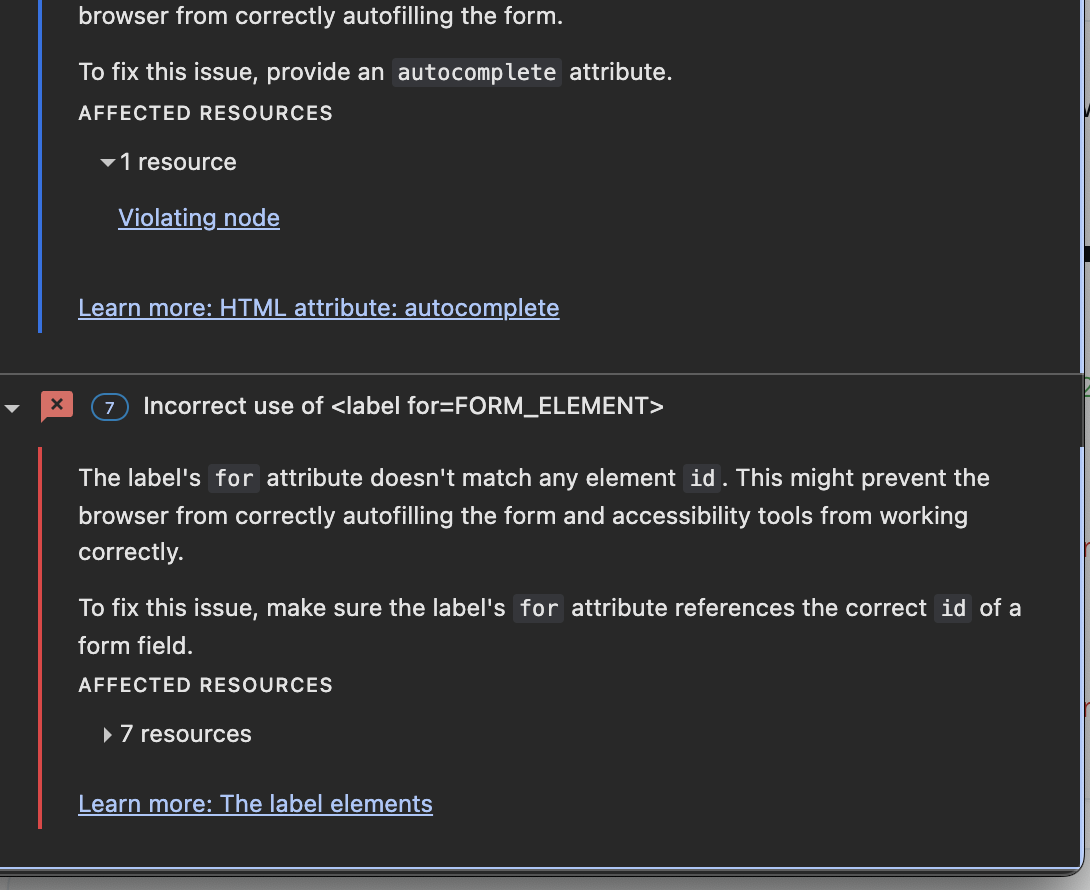 browser from correctly autofilling the form.
To fix this issue, provide an autocomplete attribute.
AFFECTED RESOURCES
1 resource
Violating node
Learn more: HTML attribute: autocomplete
7 Incorrect use of <label for=FORM_ELEMENT>
The label's for attribute doesn't match any element id. This might prevent the
browser from correctly autofilling the form and accessibility tools from working
correctly.
To fix this issue, make sure the label's for attribute references the correct id of a
form field.
AFFECTED RESOURCES
7 resources
Learn more: The label elements